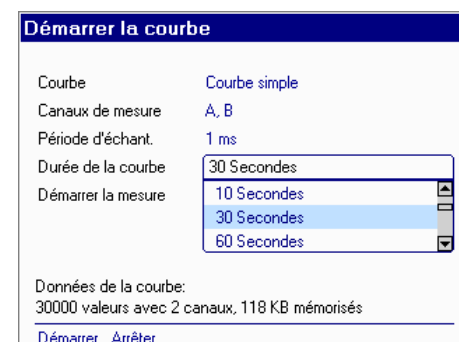 Démarrer la courbe
Courbe Courbe simple
Canaux de mesure A, B
Période d'échant. 1 ms
Durée de la courbe 30 Secondes
Démarrer la mesure 10 Secondes
30 Secondes
60 Secondes
Données de la courbe:
30000 valeurs avec 2 canaux, 118 KB mémorisés
Démarrer Arrêter